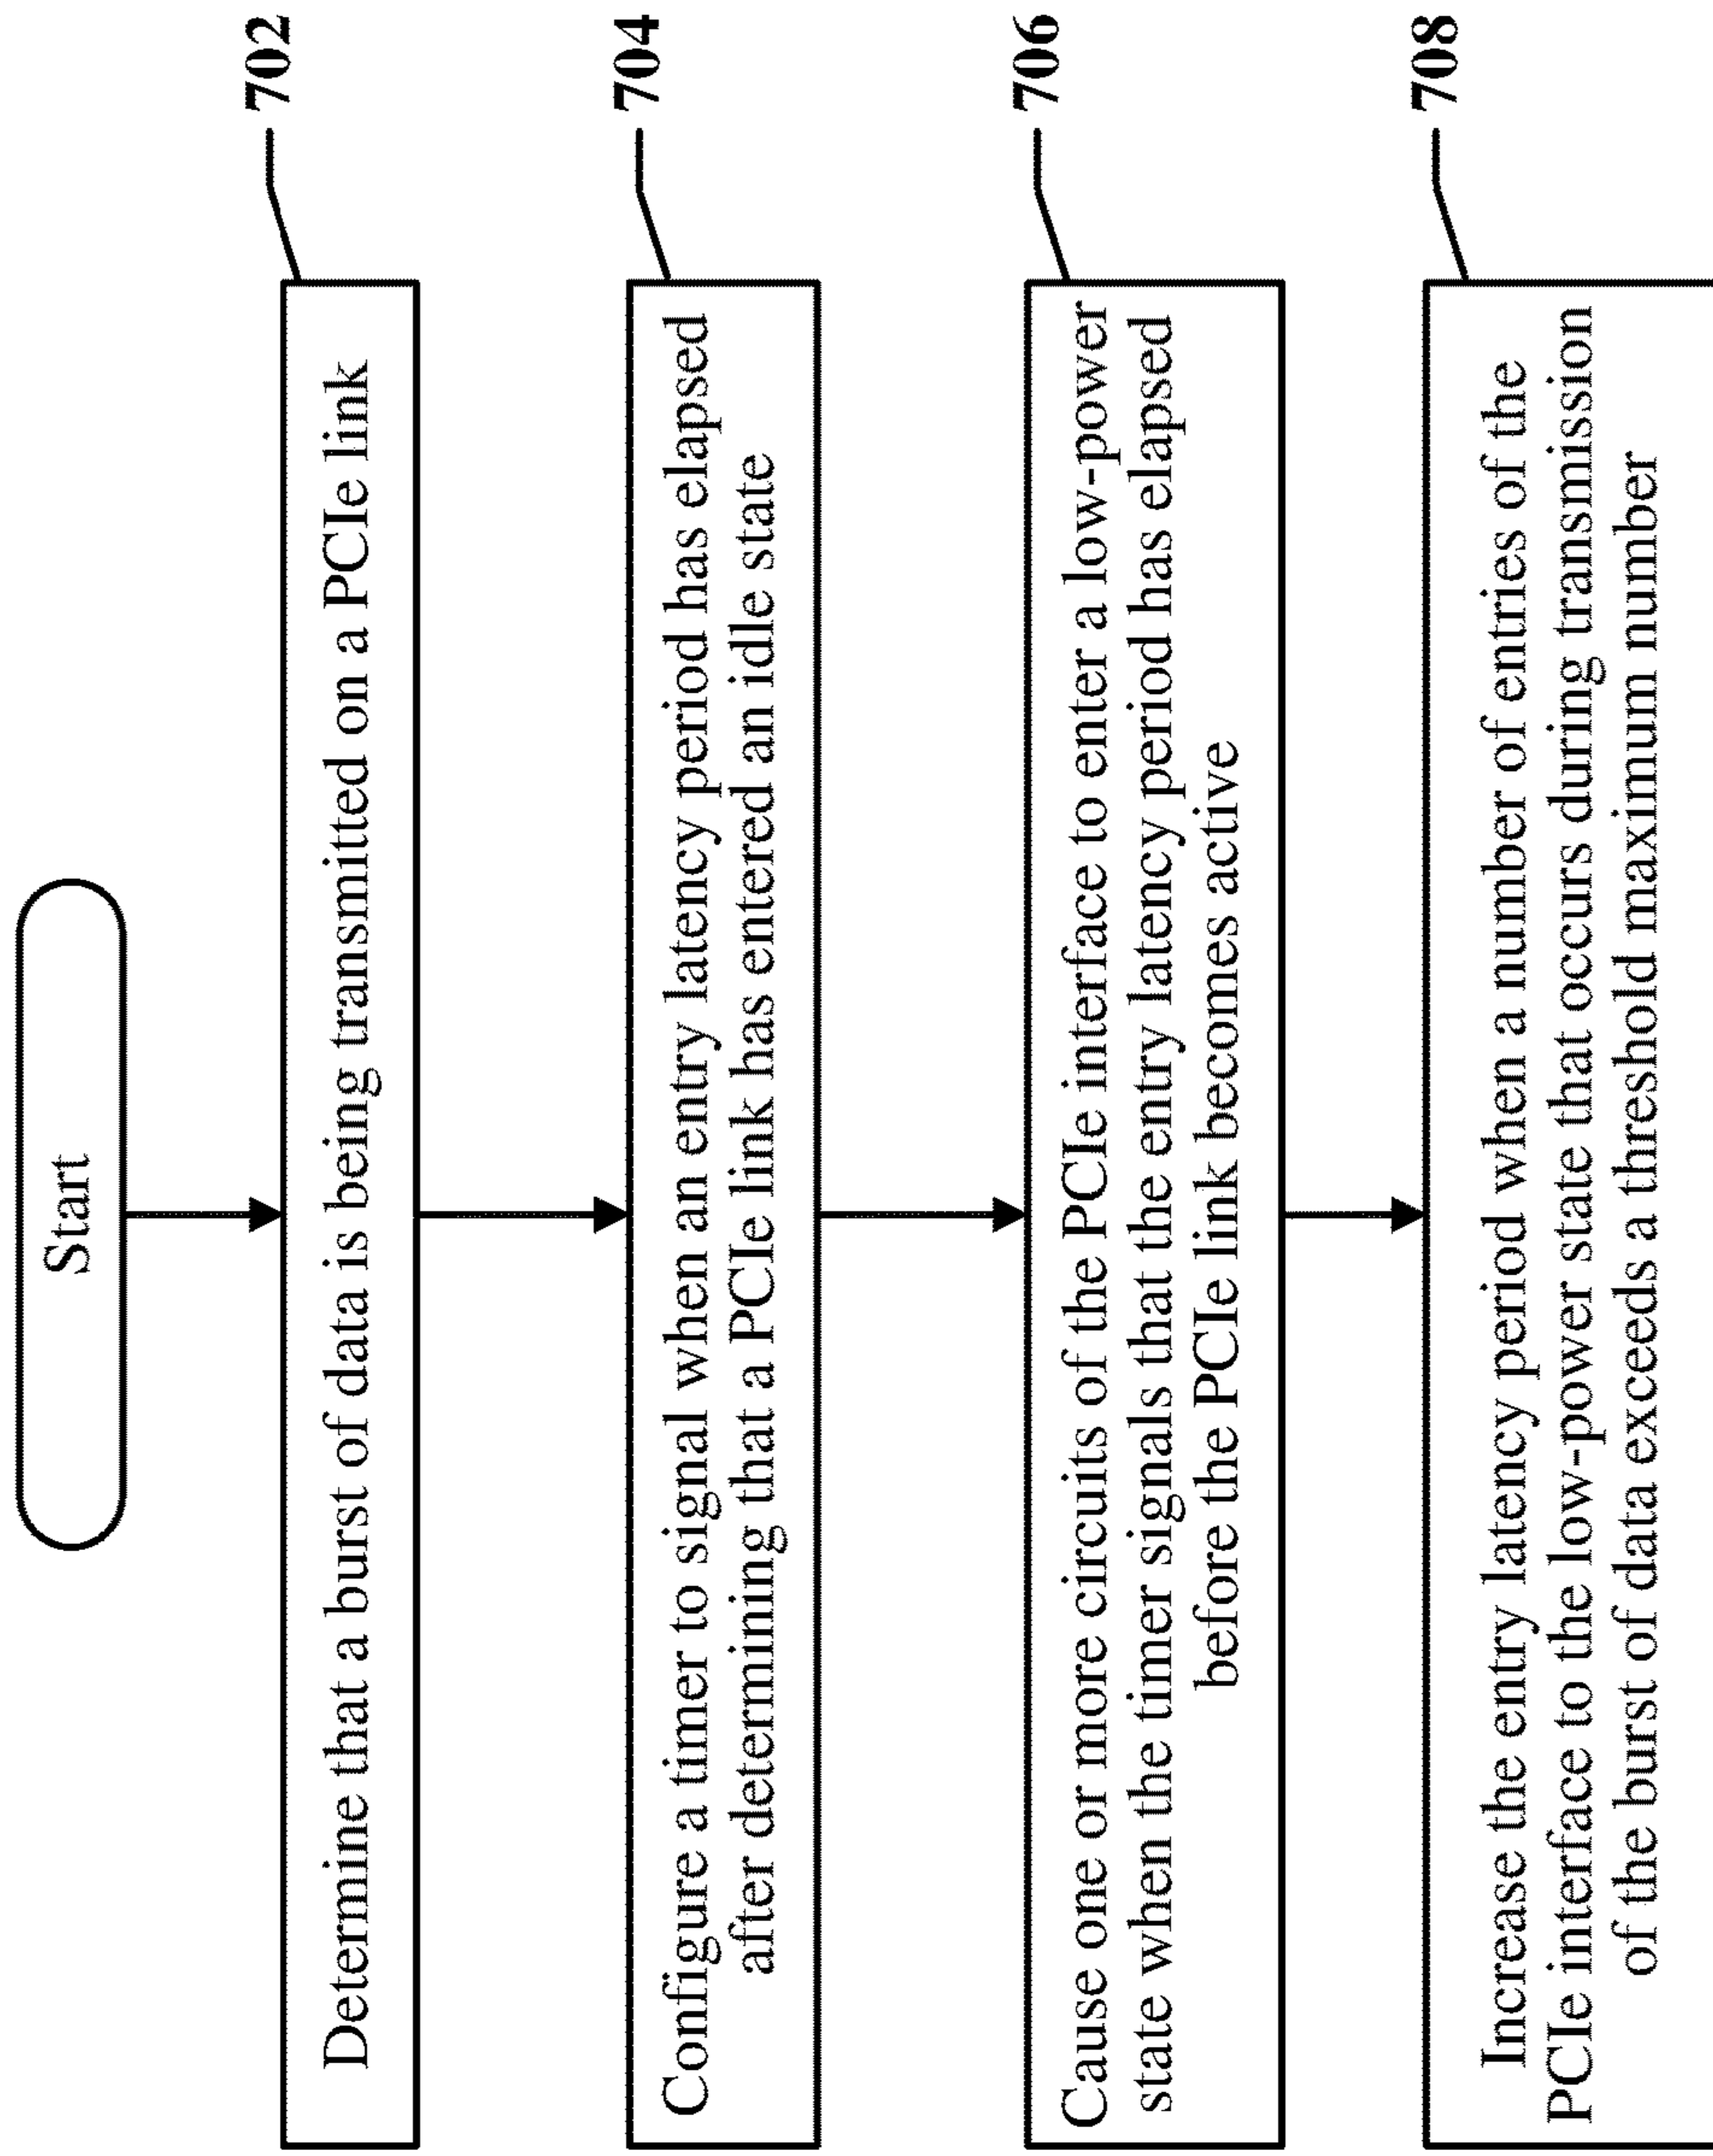 Start
702
Determine that a burst of data is being transmitted on a PCIe link
704
Configure a timer to signal when an entry latency period has elapsed
after determining that a PCIe link has entered an idle state
706
Cause one or more circuits of the PCIe interface to enter a low-power
state when the timer signals that the entry latency period has elapsed
before the PCIe link becomes active
708
Increase the entry latency period when a number of entries of the
PCIe interface to the low-power state that occurs during transmission
of the burst of data exceeds a threshold maximum number